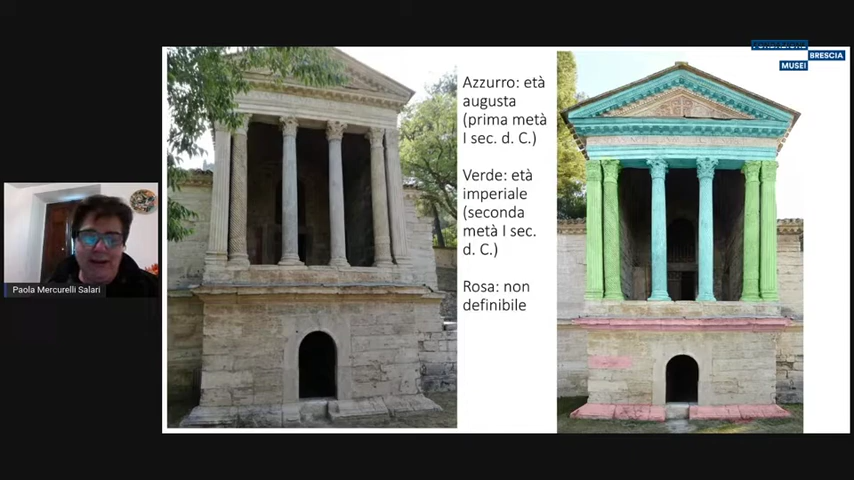 FONDAZIONE
BRESCIA
MUSEI
Azzurro: età
augusta
(prima metà
I sec. d. C.)
Verde: età
imperiale
(seconda
metà I sec.
d. C.)
Rosa: non
definibile
Paola Mercurelli Salari